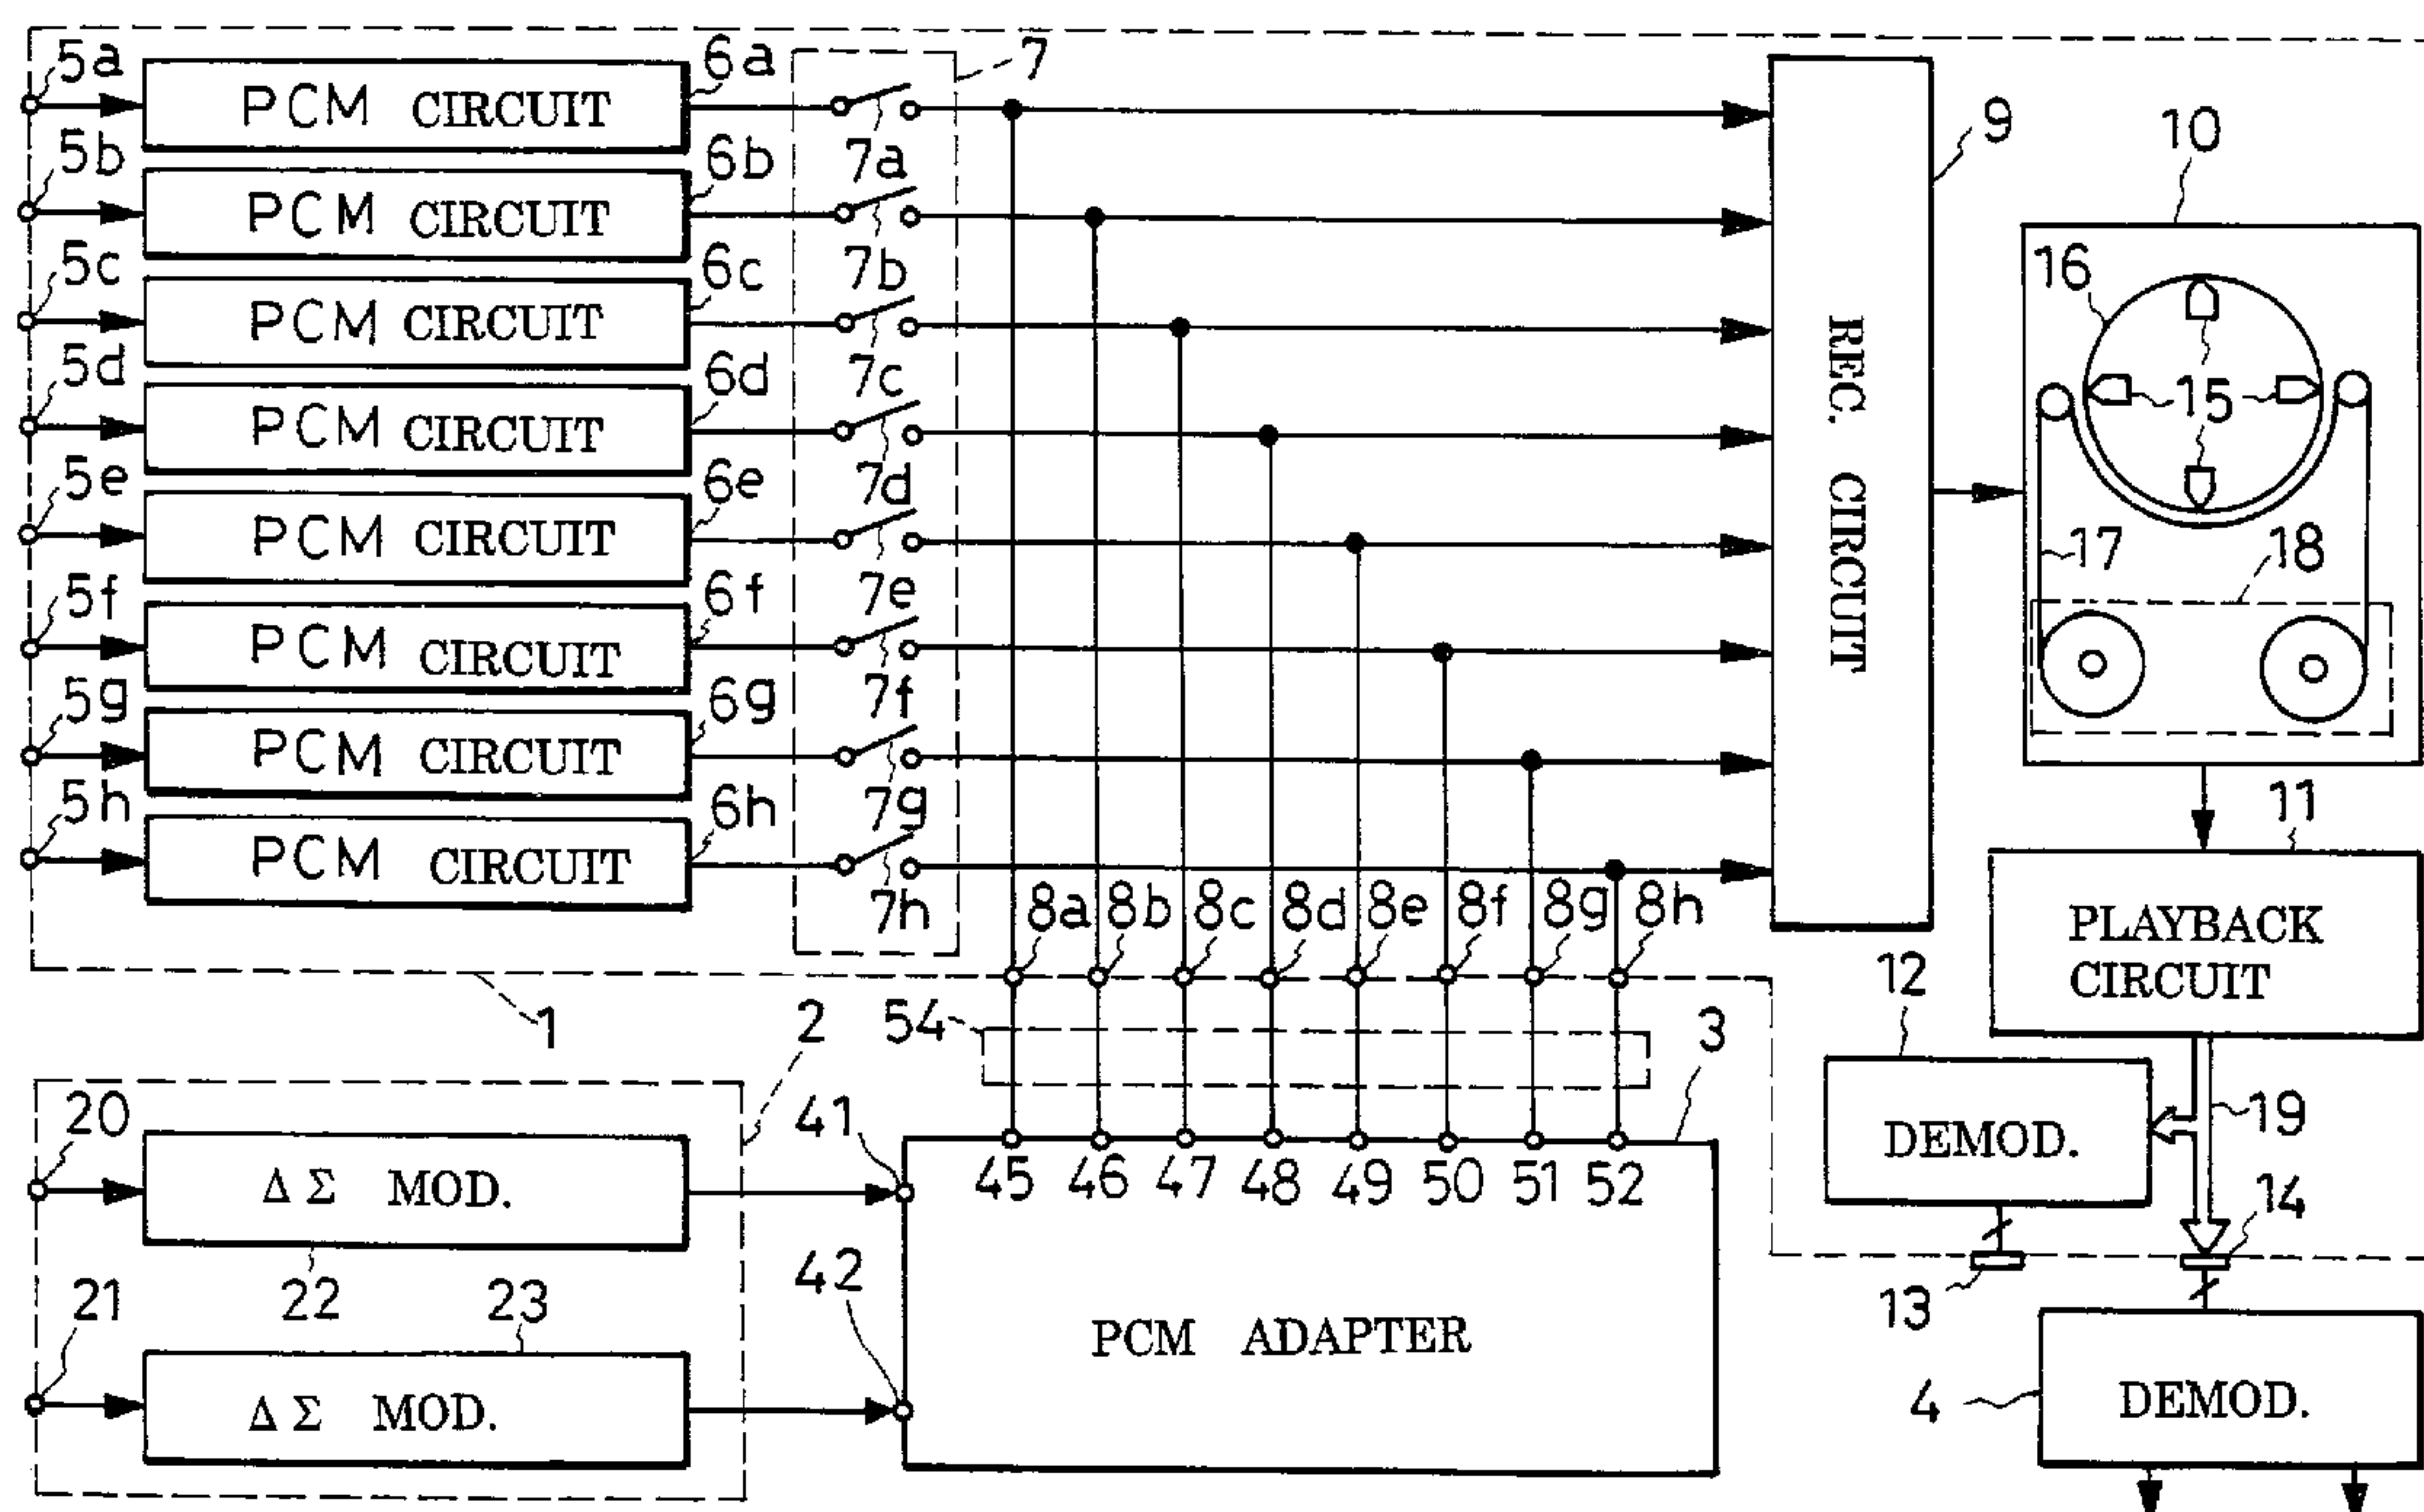 5a
PCM CIRCUIT
6a
7
5b
PCM CIRCUIT
6b
7a
5c
PCM CIRCUIT
6c
7b
5d
PCM CIRCUIT
6d
7c
5e
PCM CIRCUIT
6e
7d
5f
PCM CIRCUIT
6f
7e
5g
PCM CIRCUIT
6g
7f
5h
PCM CIRCUIT
6h
7g
7h
8a 8b 8c 8d 8e 8f 8g 8h
REC. CIRCUIT
9
10
16
15
17
18
11
PLAYBACK
CIRCUIT
12
DEMOD.
19
13
14
4
DEMOD.
1
2
54
3
20
ΔΣ MOD.
22
41
21
23
ΔΣ MOD.
42
45 46 47 48 49 50 51 52
PCM ADAPTER